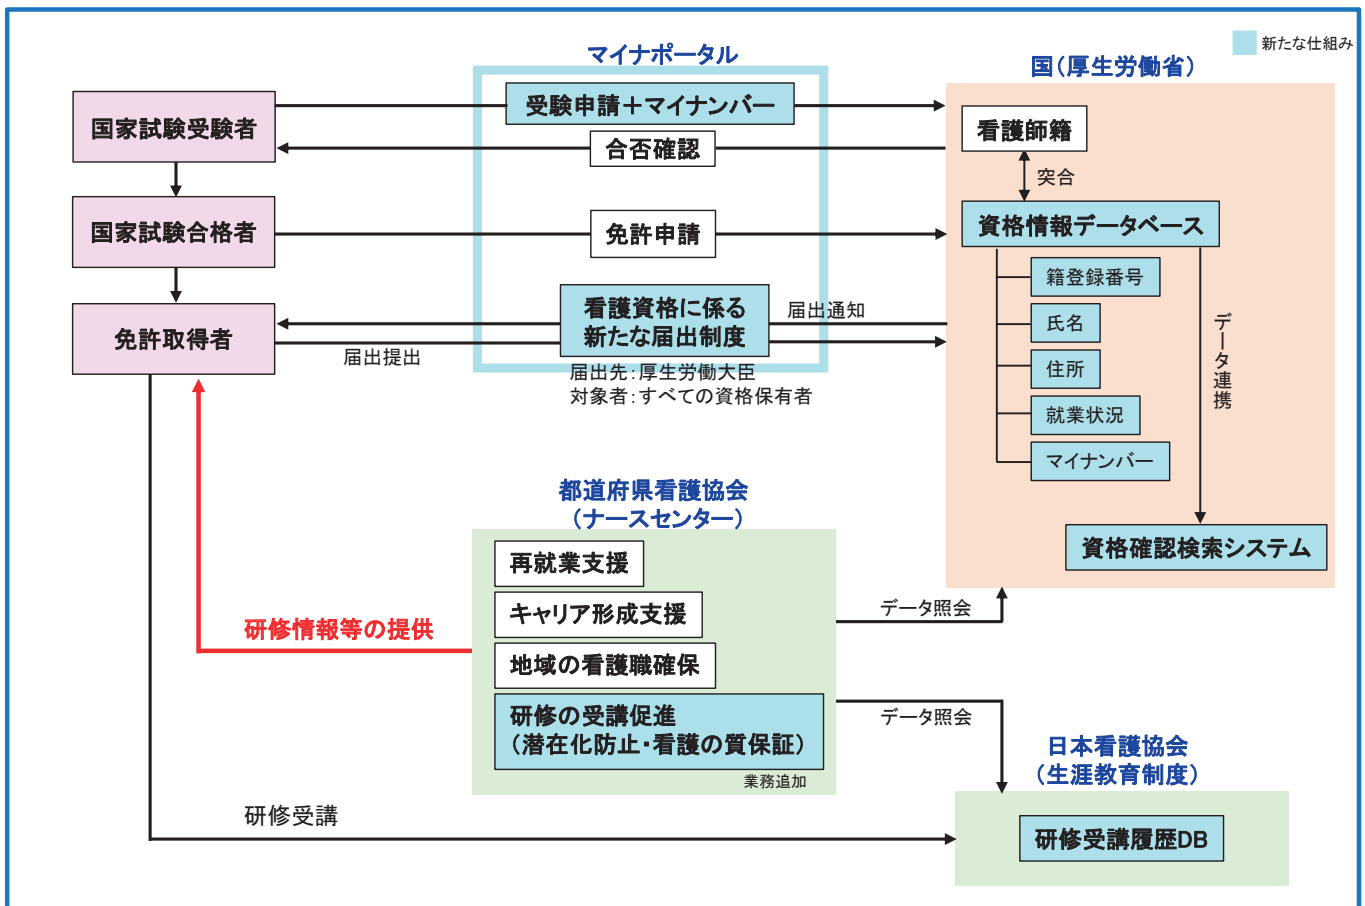 新たな仕組み
マイナポータル
国（厚生労働省）
国家試験受験者
受験申請＋マイナンバー
看護師籍
合否確認
突合
国家試験合格者
免許申請
資格情報データベース
籍登録番号
氏名
住所
就業状況
マイナンバー
データ連携
免許取得者
看護資格に係る
新たな届出制度
届出通知
届出提出
届出先：厚生労働大臣
対象者：すべての資格保有者
資格確認検索システム
都道府県看護協会
（ナースセンター）
再就業支援
キャリア形成支援
地域の看護職確保
研修の受講促進
（潜在化防止・看護の質保証）
業務追加
データ照会
研修情報等の提供
データ照会
日本看護協会
（生涯教育制度）
研修受講
研修受講履歴DB